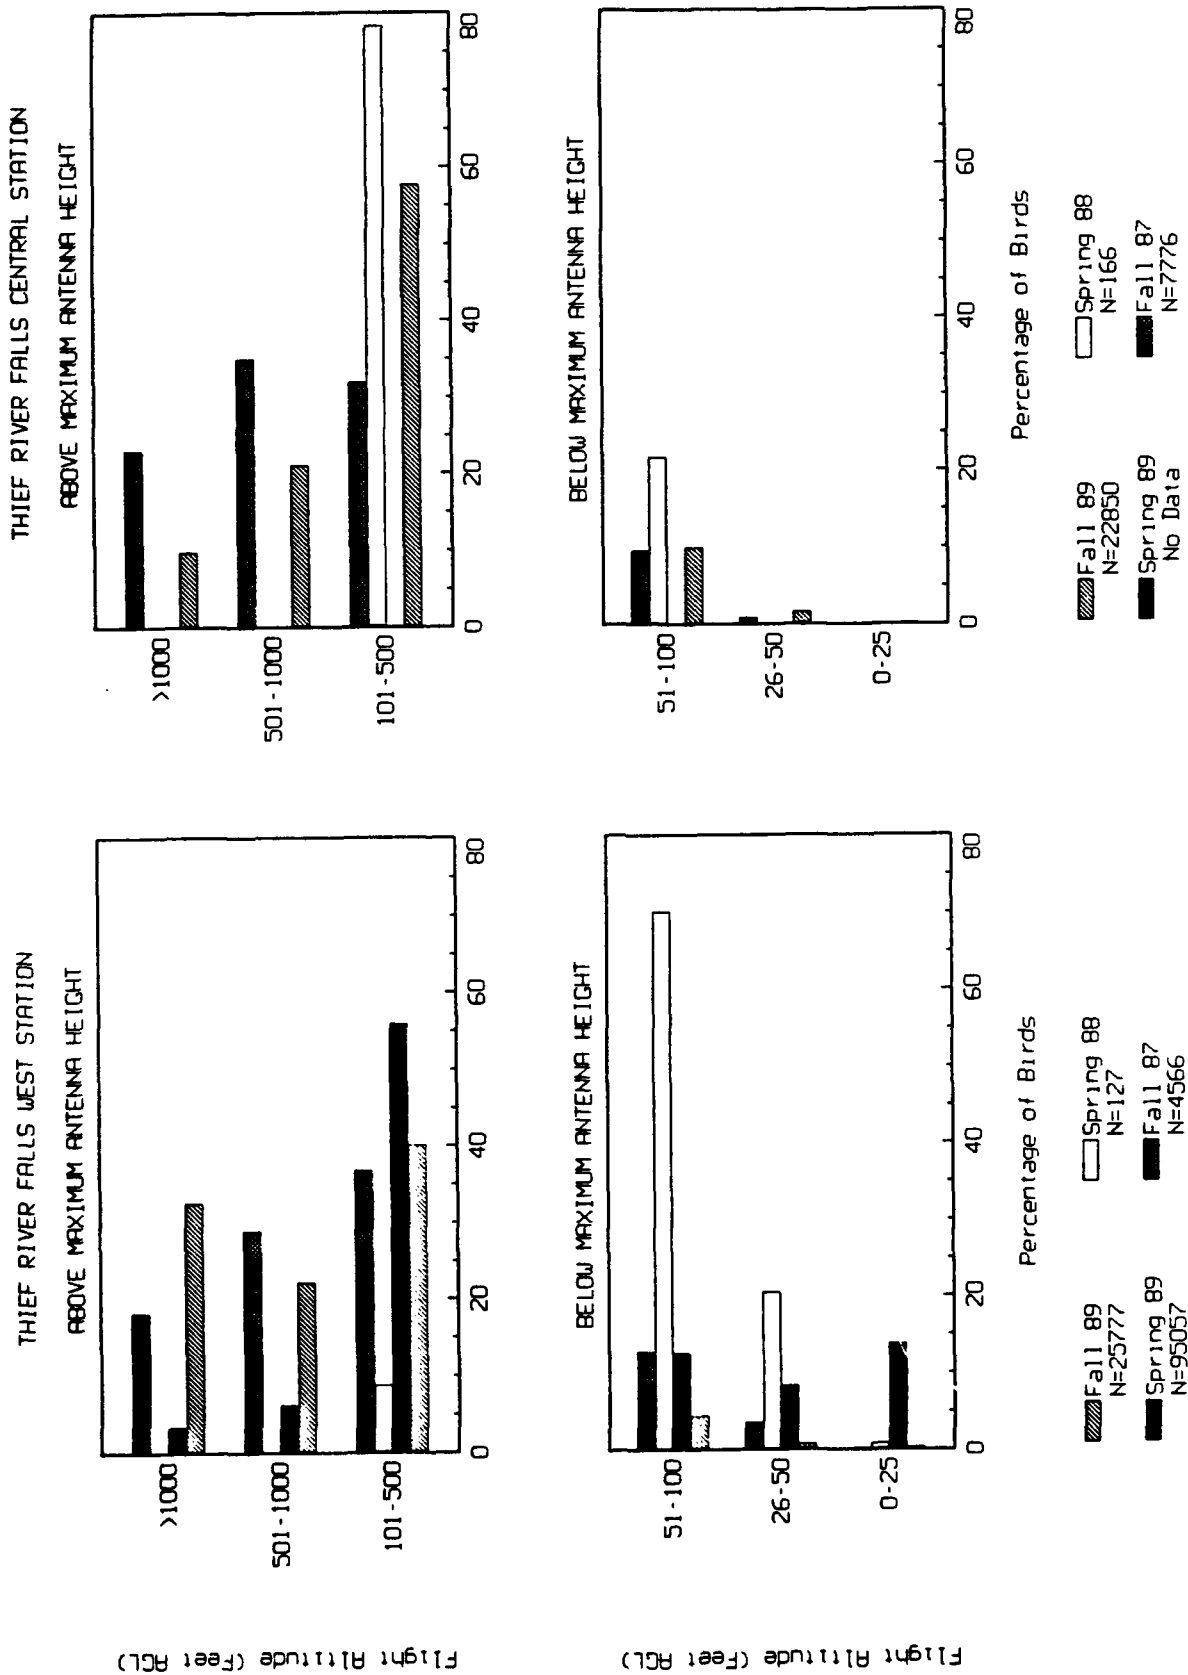 THIEF RIVER FALLS WEST STATION
ABOVE MAXIMUM ANTENNA HEIGHT
Flight Altitude (Feet AGL)
>1000
501-1000
101-500
0 20 40 60 80
BELOW MAXIMUM ANTENNA HEIGHT
Flight Altitude (Feet AGL)
51-100
26-50
0-25
0 20 40 60 80
Percentage of Birds
Fall 89
N=25777
Spring 88
N=127
Spring 89
N=95057
Fall 87
N=4566
THIEF RIVER FALLS CENTRAL STATION
ABOVE MAXIMUM ANTENNA HEIGHT
>1000
501-1000
101-500
0 20 40 60 80
BELOW MAXIMUM ANTENNA HEIGHT
51-100
26-50
0-25
0 20 40 60 80
Percentage of Birds
Fall 89
N=22850
Spring 88
N=166
Spring 89
No Data
Fall 87
N=7776